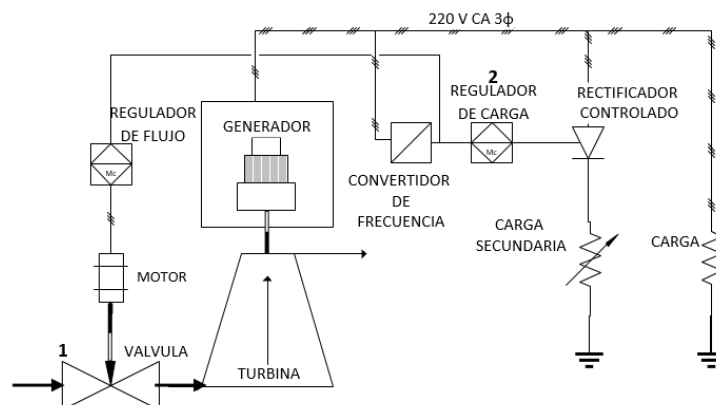 220 V CA 3ϕ
2
REGULADOR
DE FLUJO
GENERADOR
REGULADOR
DE CARGA
RECTIFICADOR
CONTROLADO
Mc
Mc
CONVERTIDOR
DE
FRECUENCIA
CARGA
SECUNDARIA
CARGA
MOTOR
1
VALVULA
TURBINA